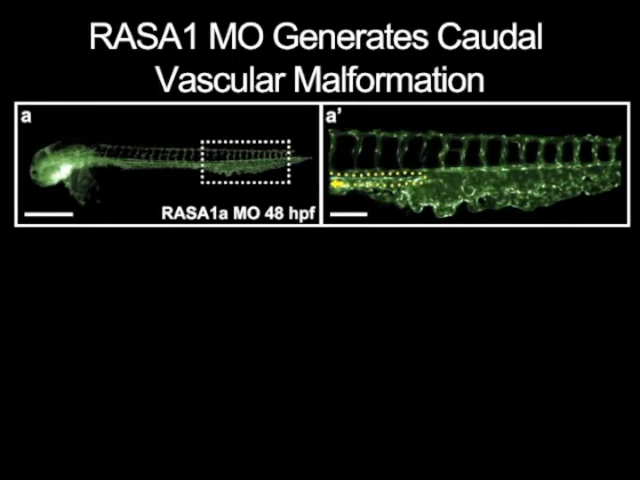 RASA1 MO Generates Caudal
Vascular Malformation
a
a'
RASA1a MO 48 hpf